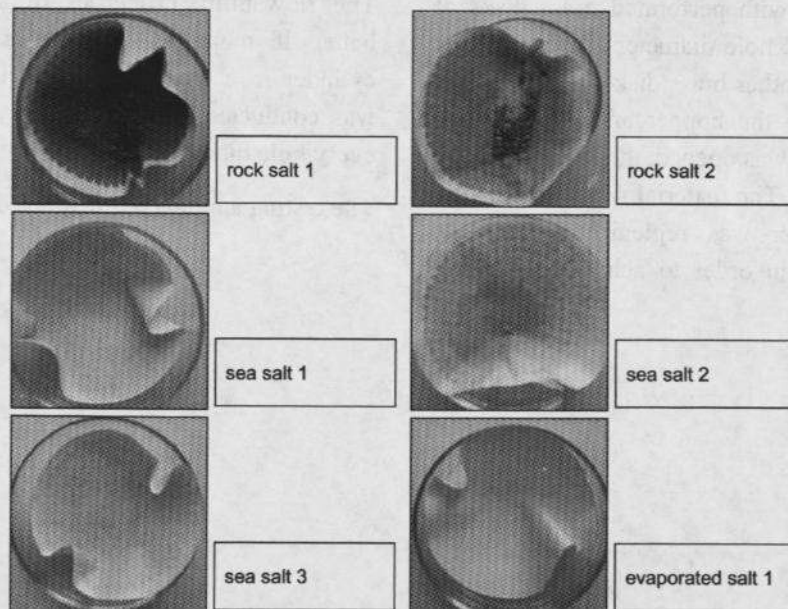 rock salt 1
rock salt 2
sea salt 1
sea salt 2
sea salt 3
evaporated salt 1